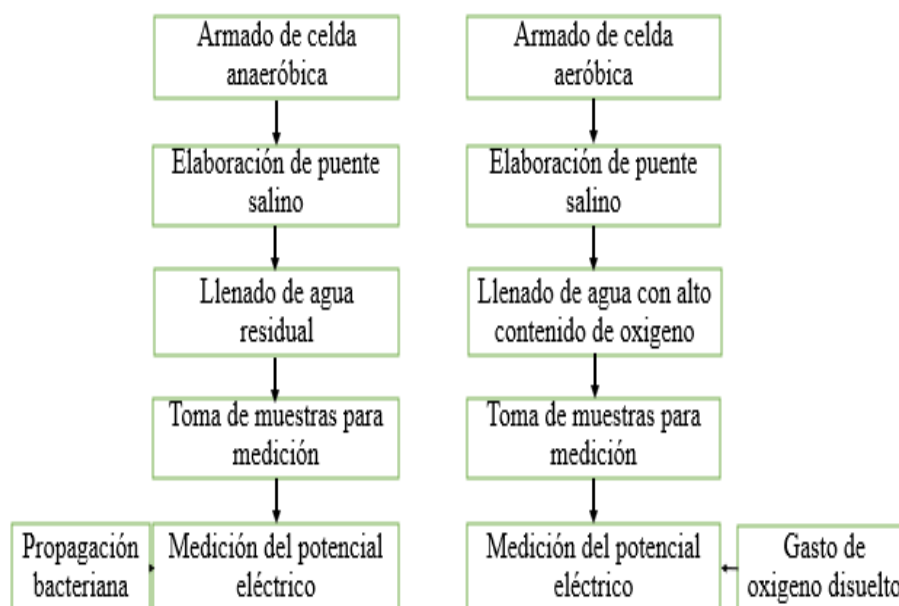 Armado de celda
anaeróbica
Elaboración de puente
salino
Llenado de agua
residual
Toma de muestras para
medición
Propagación
bacteriana
Medición del potencial
eléctrico
Armado de celda
aeróbica
Elaboración de puente
salino
Llenado de agua con alto
contenido de oxigeno
Toma de muestras para
medición
Medición del potencial
eléctrico
Gasto de
oxigeno disuelto